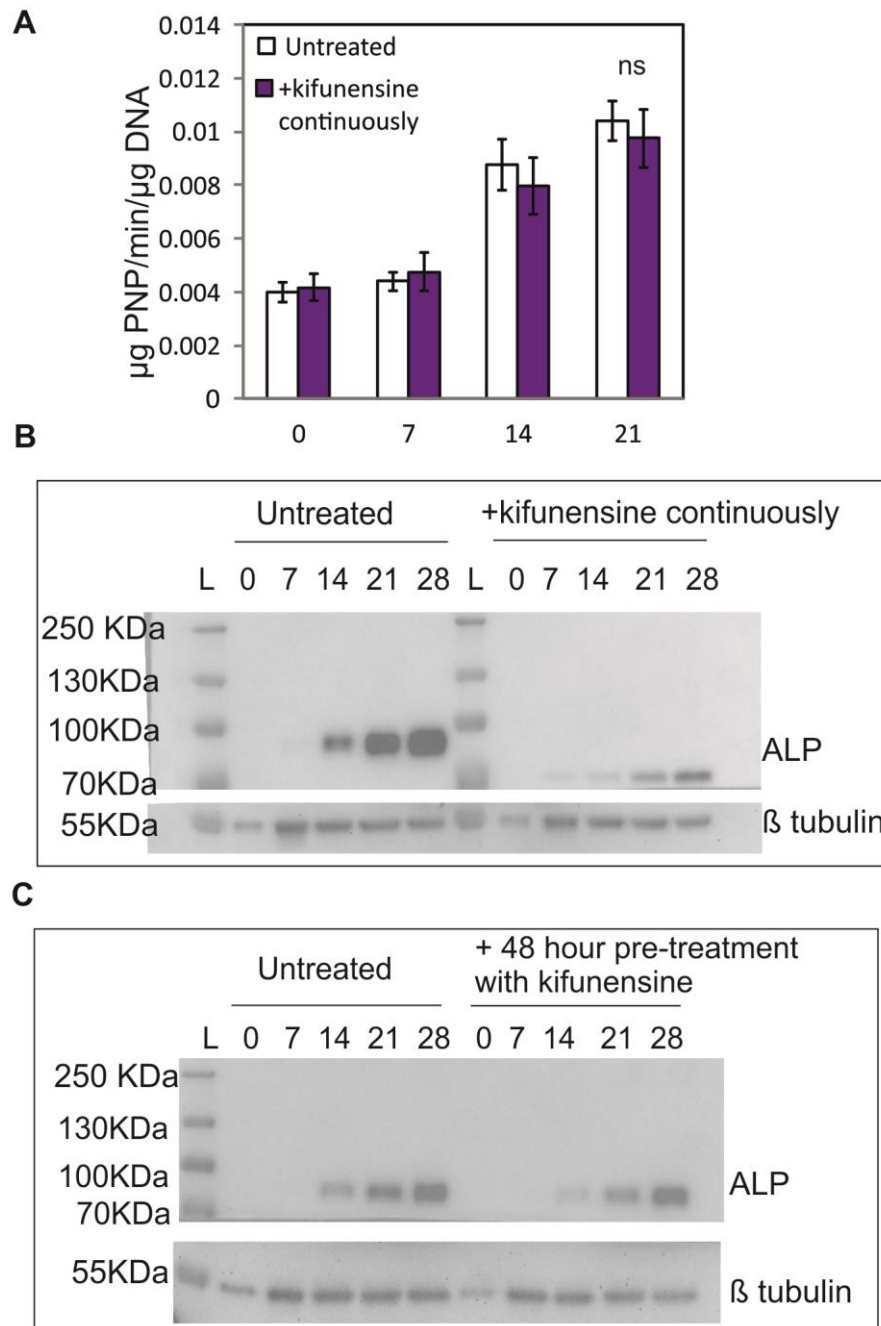 A
0.014
0.012
0.01
0.008
0.006
0.004
0.002
0
µg PNP/min/µg DNA
Untreated
+kifunensine
continuously
ns
0 7 14 21
B
Untreated +kifunensine continuously
L 0 7 14 21 28 L 0 7 14 21 28
250 KDa
130KDa
100KDa
70KDa
ALP
55KDa
ß tubulin
C
Untreated
+ 48 hour pre-treatment
with kifunensine
L 0 7 14 21 28 0 7 14 21 28
250 KDa
130KDa
100KDa
70KDa
ALP
55KDa
ß tubulin